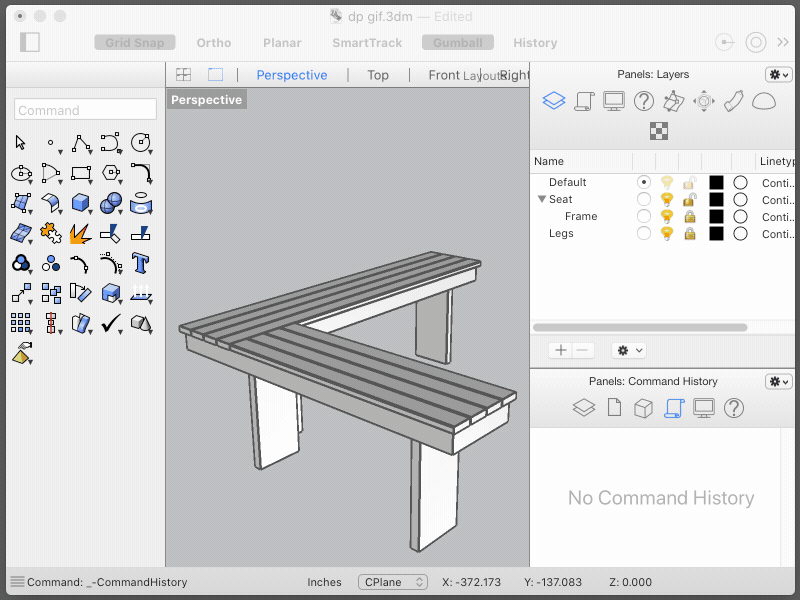 dp gif.3dm — Edited
Grid Snap Ortho Planar SmartTrack Gumball History
Perspective Top Front Layouts Right
Panels: Layers
Command
Perspective
Name Linetyp
Default Conti...
Seat Conti...
Frame Conti...
Legs Conti...
Panels: Command History
No Command History
Command: _-CommandHistory Inches CPlane X: -372.173 Y: -137.083 Z: 0.000